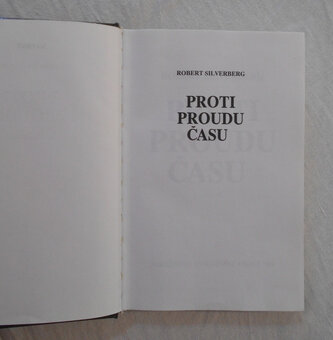 ROBERT SILVERBERG
PROTI
PROUDU
ČASU